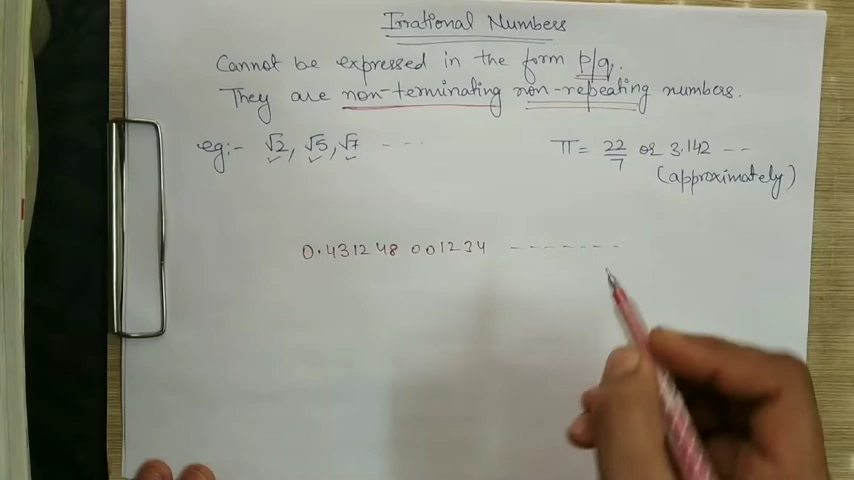 Irrational Numbers
Cannot be expressed in the form p/q.
They are non-terminating non-repeating numbers.
eg:- √2, √5, √7 - - -
π = 22/7 or 3.142 --
(approximately)
0.431248 001234 -------